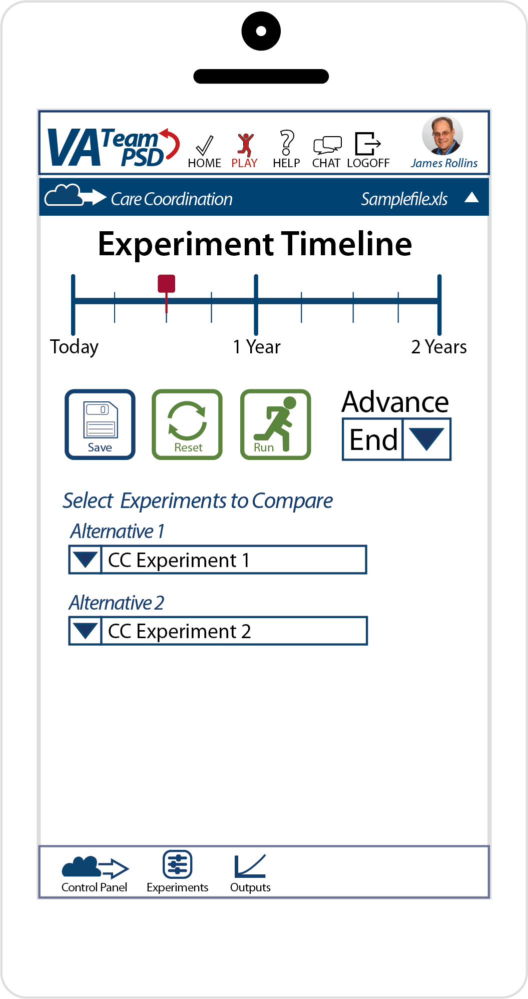 VA Team PSD
HOME PLAY HELP CHAT LOGOFF James Rollins
Care Coordination Samplefile.xls
Experiment Timeline
Today 1 Year 2 Years
Advance
End
Save Reset Run
Select Experiments to Compare
Alternative 1
CC Experiment 1
Alternative 2
CC Experiment 2
Control Panel Experiments Outputs